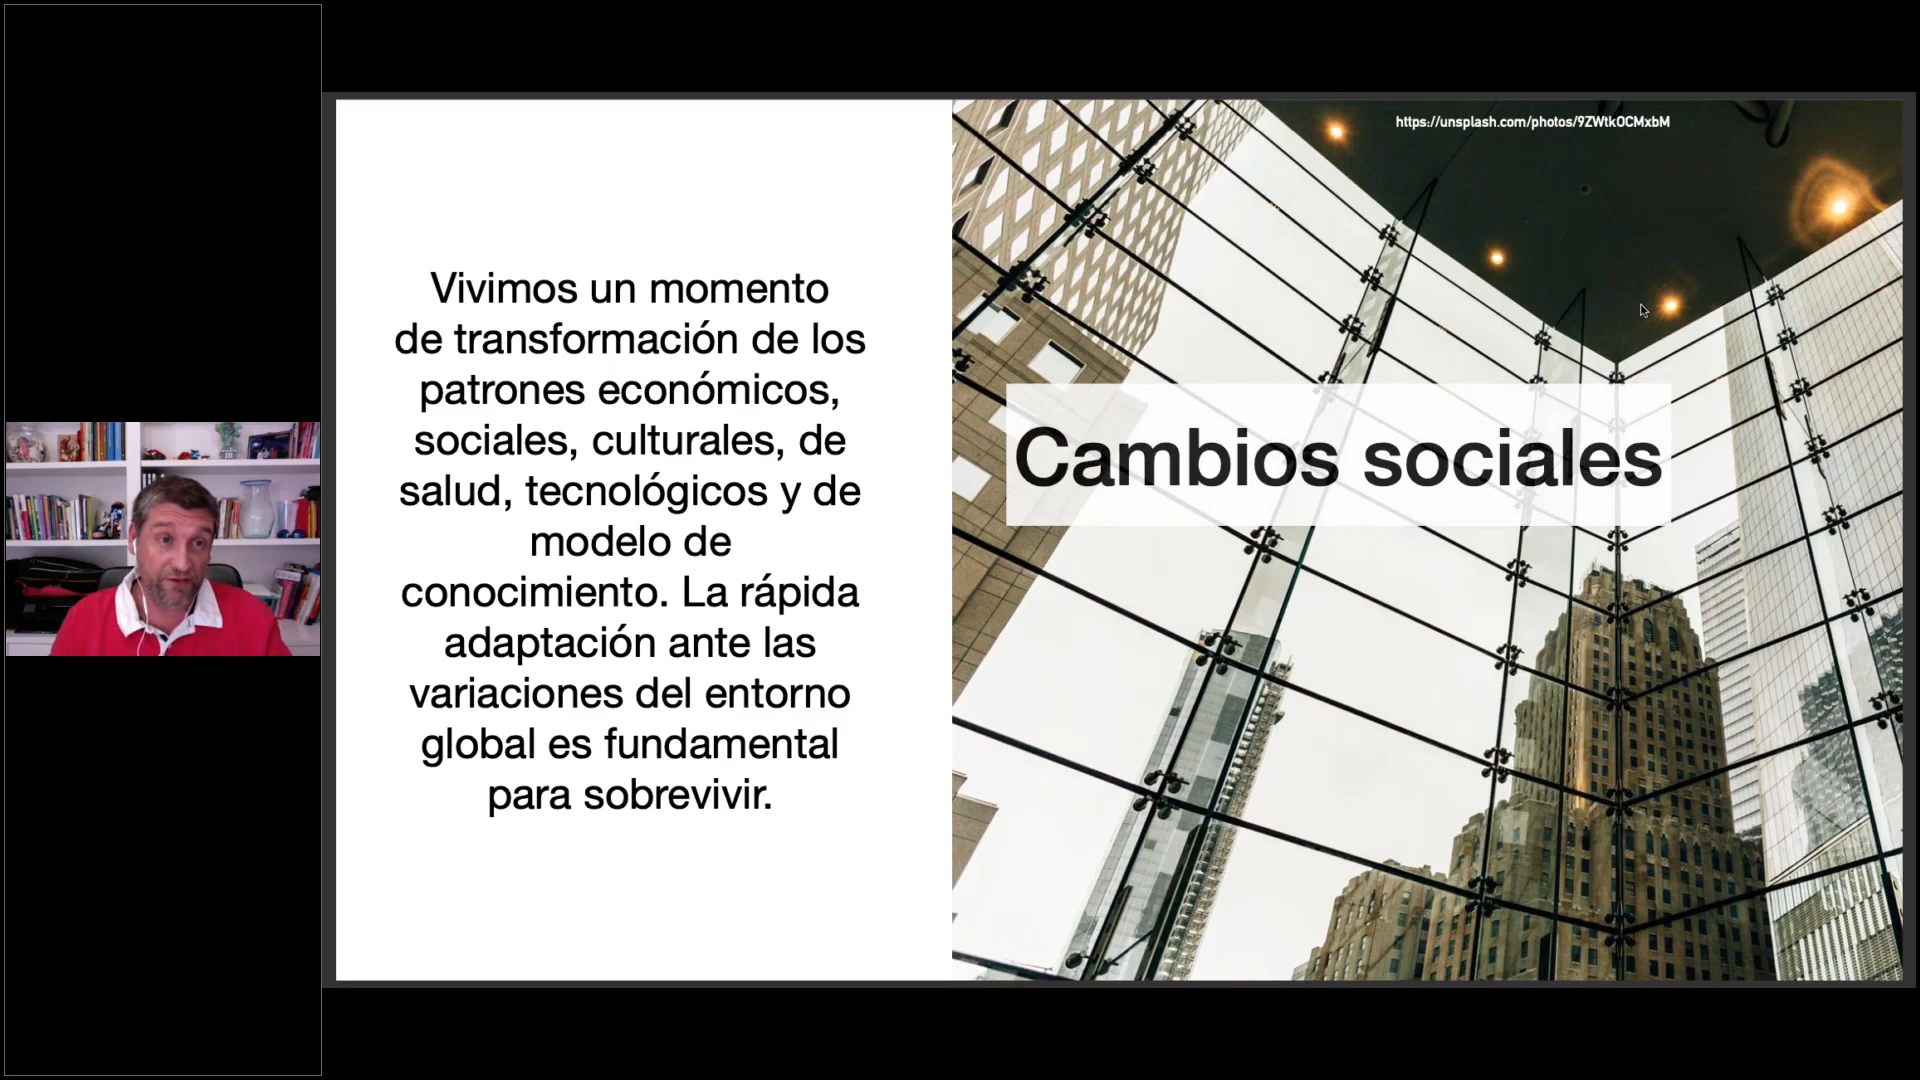 Vivimos un momento
de transformación de los
patrones económicos,
sociales, culturales, de
salud, tecnológicos y de
modelo de
conocimiento. La rápida
adaptación ante las
variaciones del entorno
global es fundamental
para sobrevivir.
https://unsplash.com/photos/9ZWtkOCMxbM
Cambios sociales